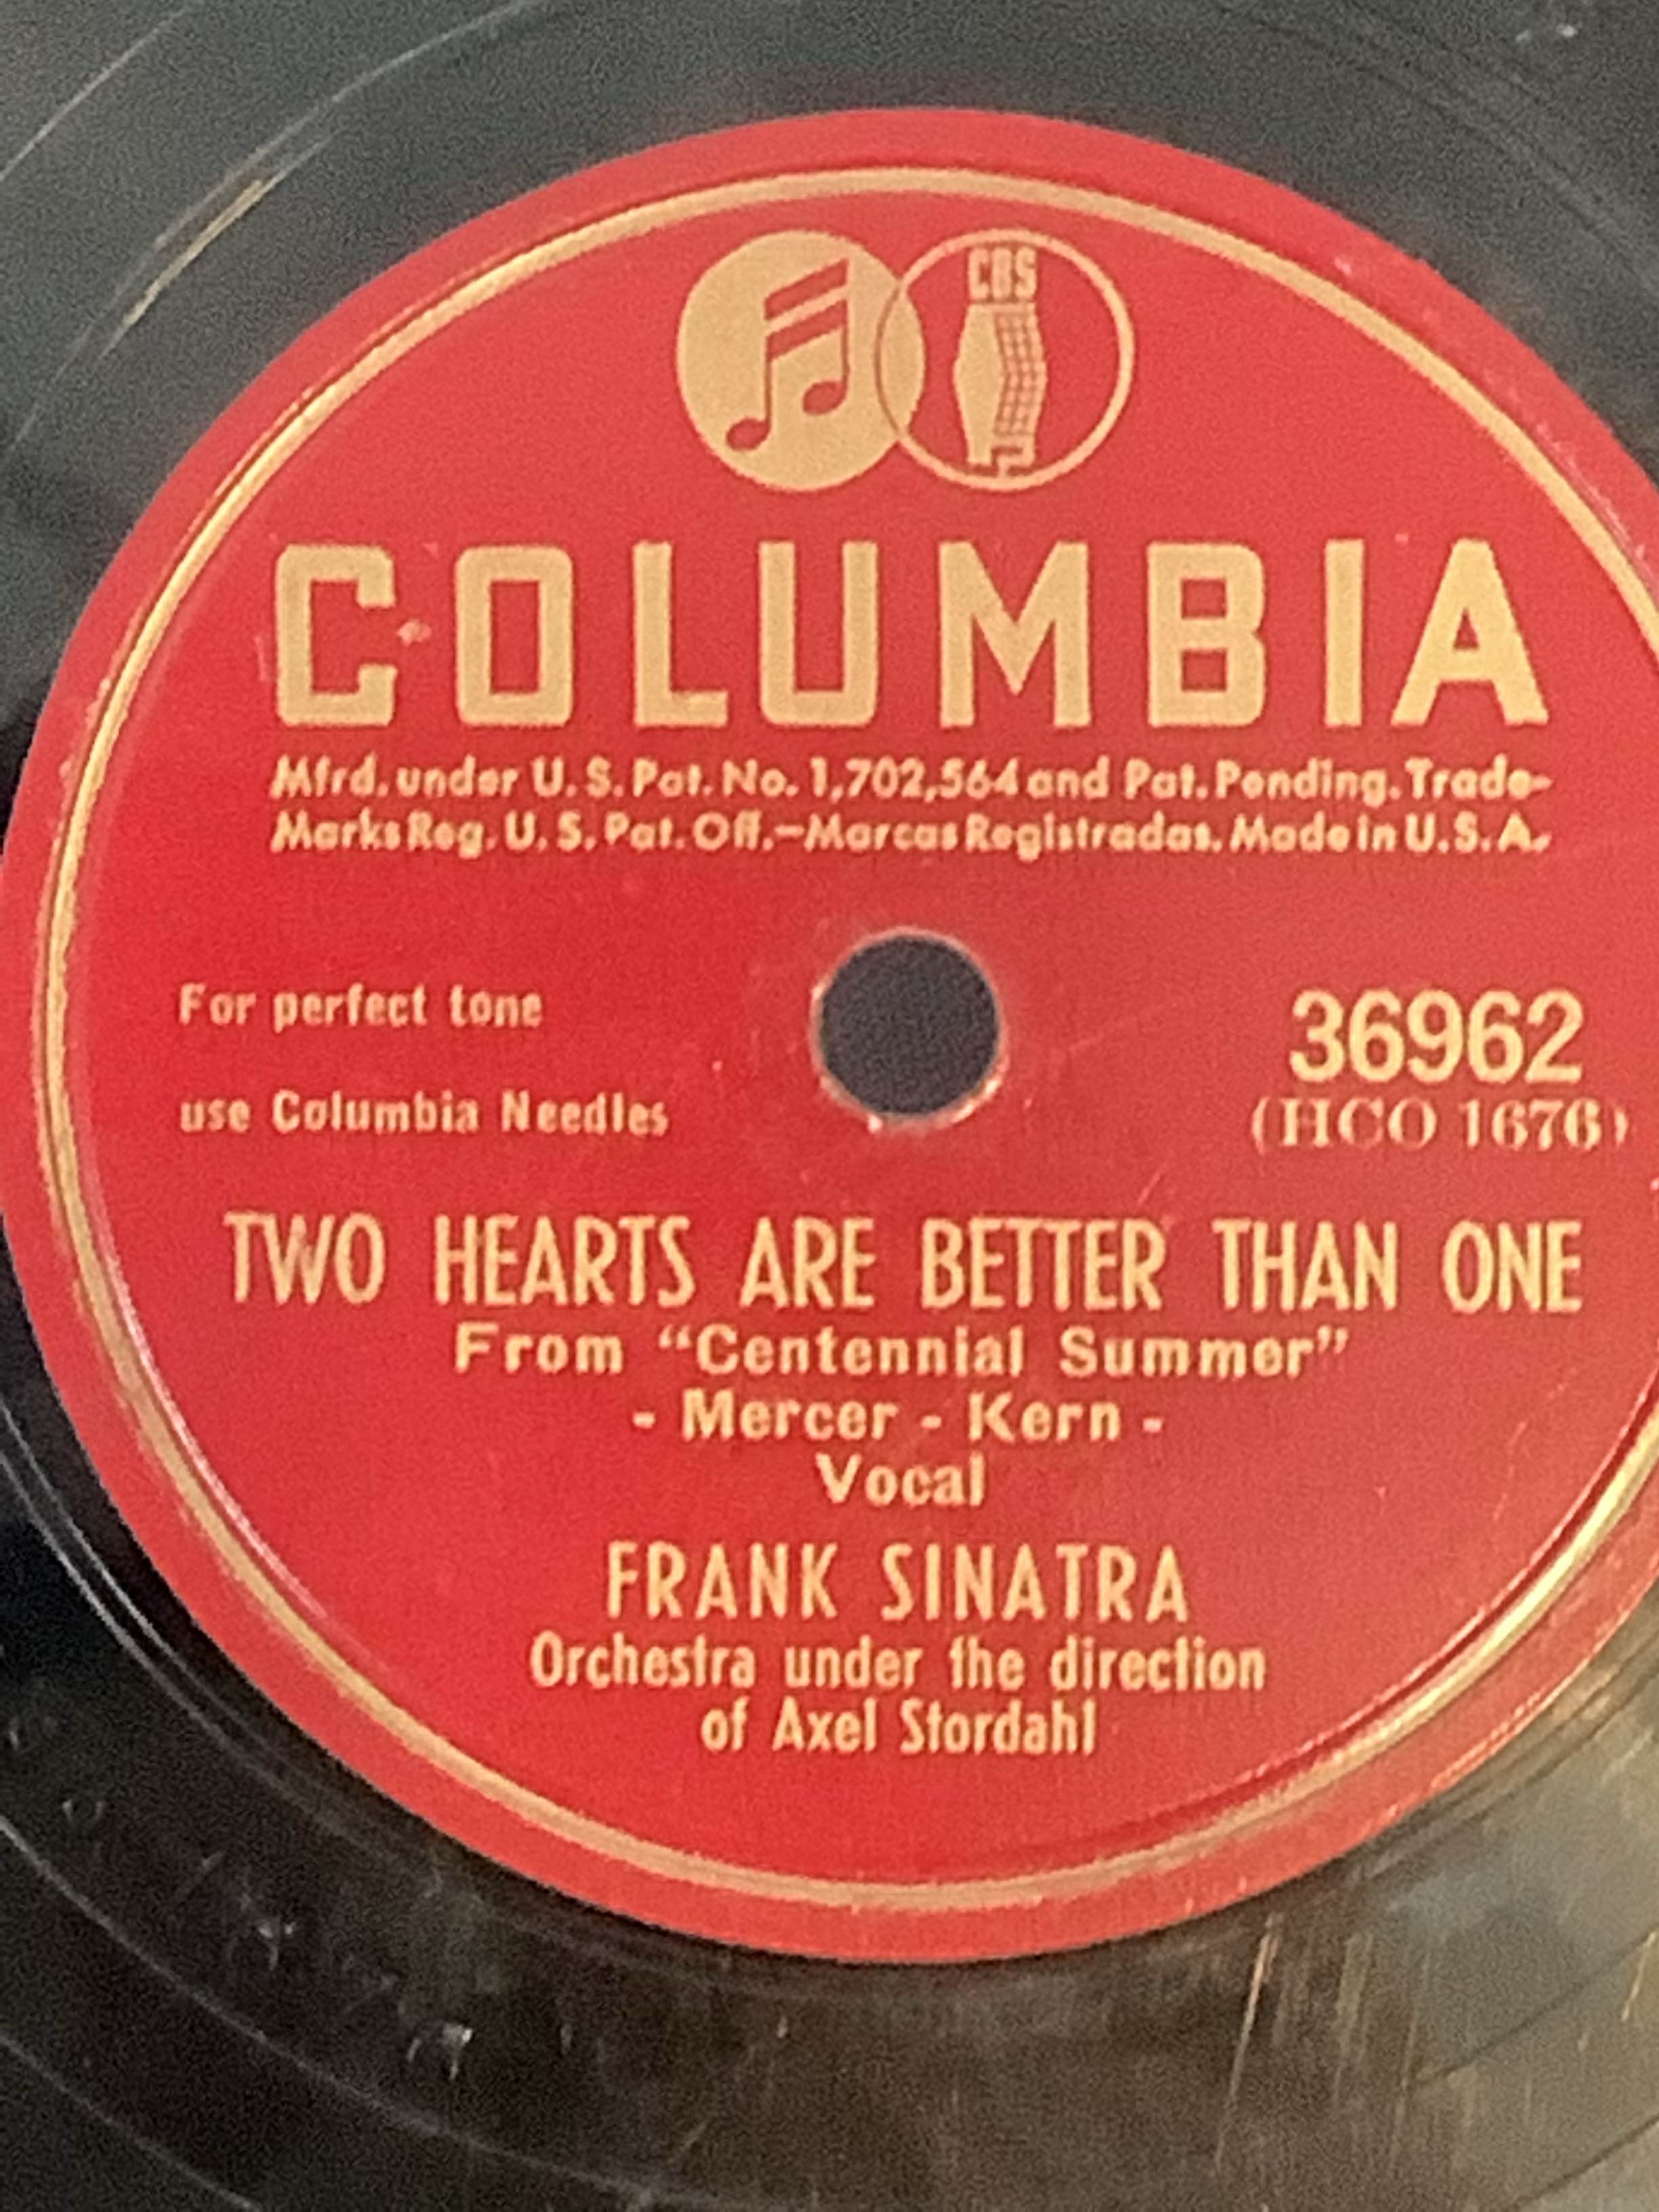 CBS
COLUMBIA
Mfrd. under U. S. Pat. No. 1,702,564 and Pat. Pending. Trade-
Marks Reg. U. S. Pat. Off.—Marcas Registradas. Made in U.S.A.
For perfect tone
use Columbia Needles
36962
(HCO 1676)
TWO HEARTS ARE BETTER THAN ONE
From “Centennial Summer”
- Mercer - Kern -
Vocal
FRANK SINATRA
Orchestra under the direction
of Axel Stordahl